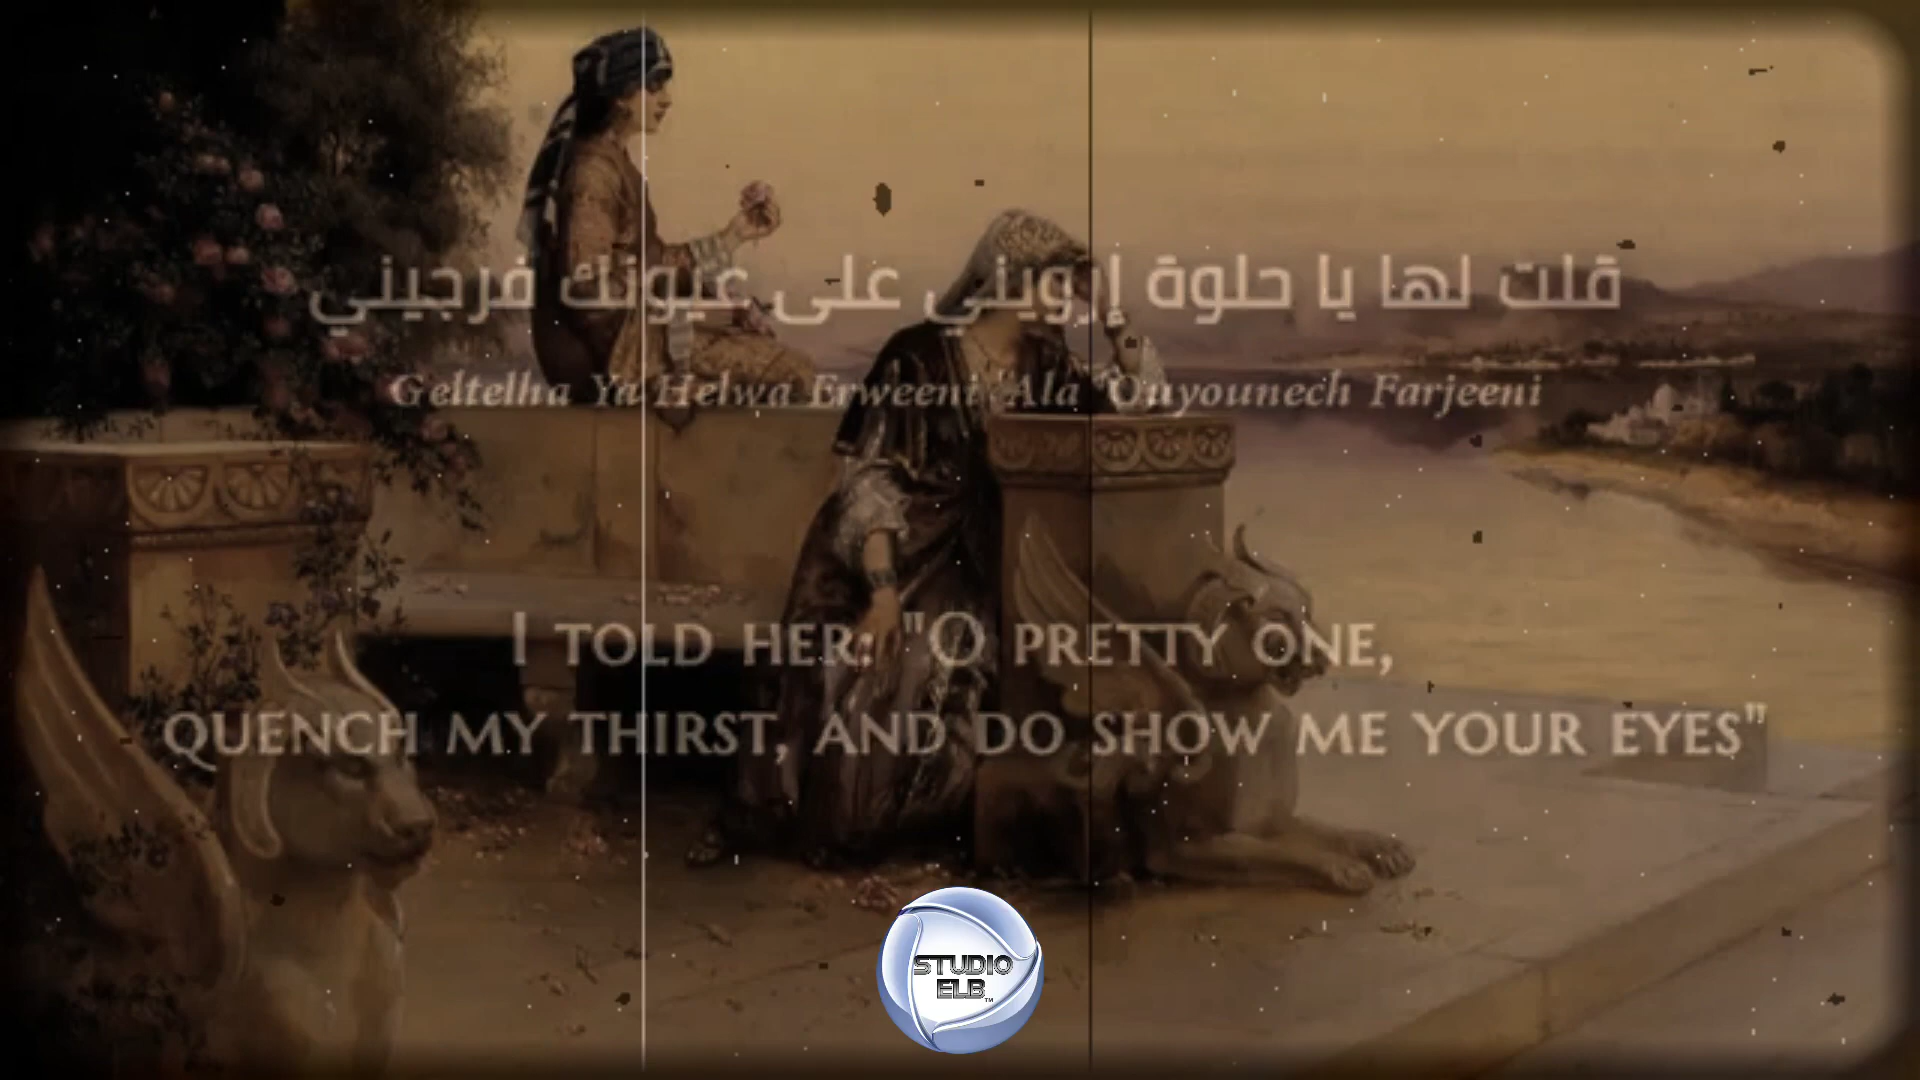 قلت لها يا حلوة إرويني على عيونك فرجيني
Geltelha Ya Helwa Erweeni 'Ala 'Ouyounech Farjeeni
I TOLD HER: "O PRETTY ONE,
QUENCH MY THIRST, AND DO SHOW ME YOUR EYES"
STUDIO
ELB™